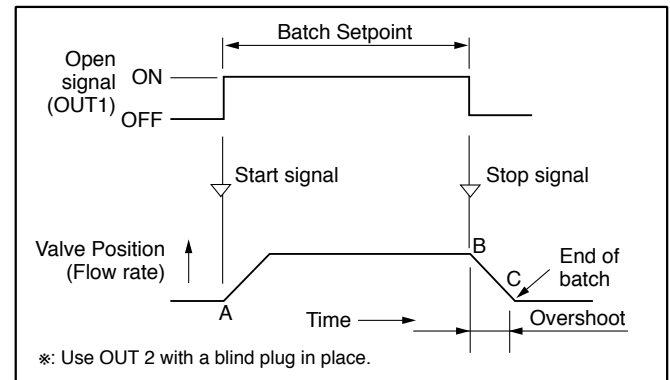 Batch Setpoint
Open
signal
(OUT1)
ON
OFF
Start signal
Stop signal
Valve Position
(Flow rate)
A
B
C
End of
batch
Time
Overshoot
※: Use OUT 2 with a blind plug in place.